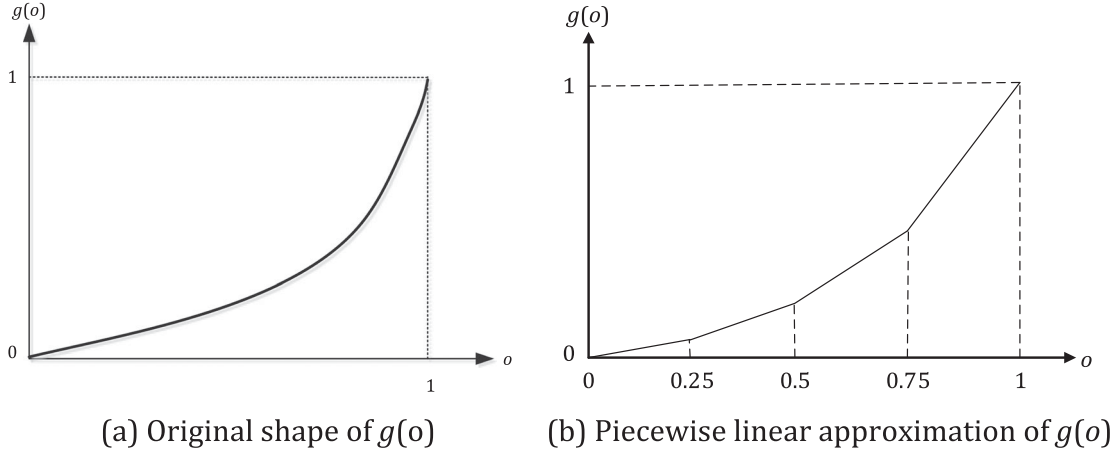 g(o)
1
0
o
1
(a) Original shape of g(o)
g(o)
1
0
o
0 0.25 0.5 0.75 1
(b) Piecewise linear approximation of g(o)